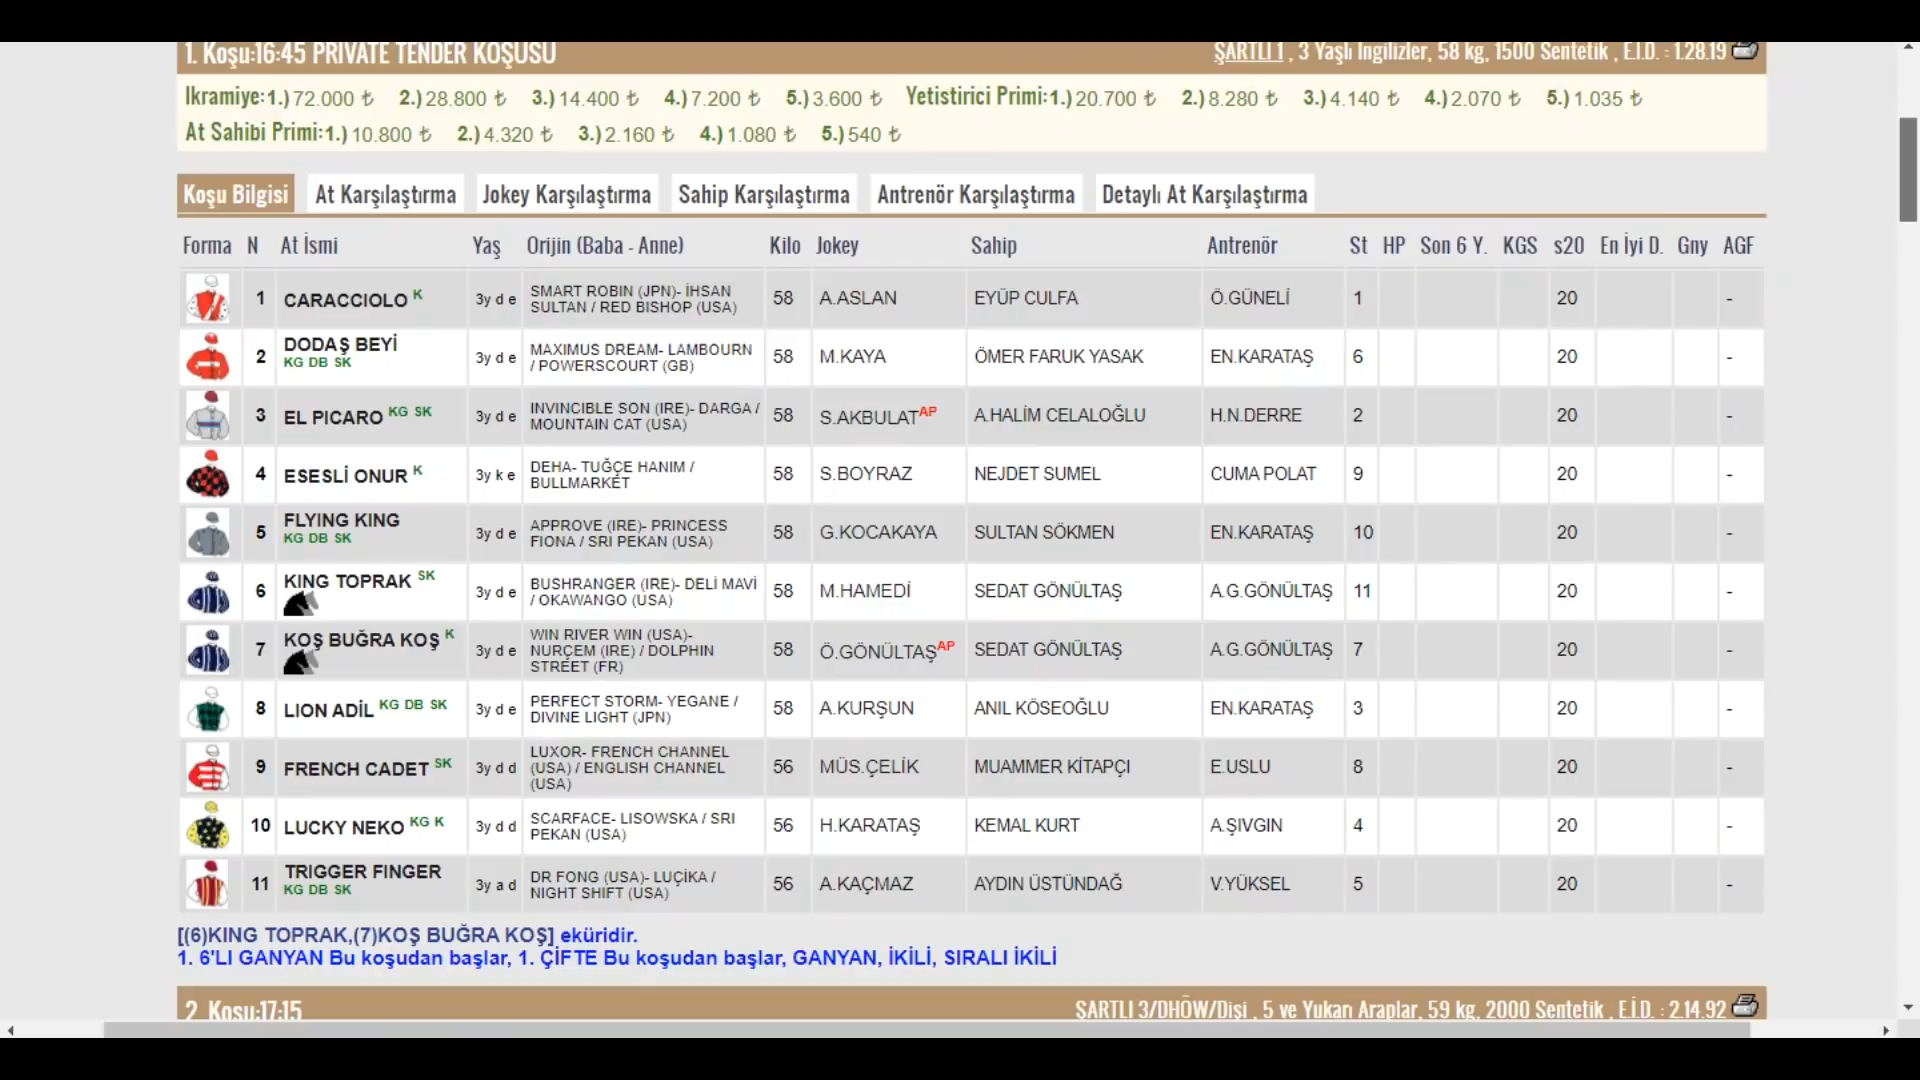 1. Koşu:16:45 PRIVATE TENDER KOŞUSU ŞARTLI 1 , 3 Yaşlı İngilizler, 58 kg, 1500 Sentetik , E.İ.D. : 1.28.19
Ikramiye:1.) 72.000 ₺ 2.) 28.800 ₺ 3.) 14.400 ₺ 4.) 7.200 ₺ 5.) 3.600 ₺ Yetistirici Primi:1.) 20.700 ₺ 2.) 8.280 ₺ 3.) 4.140 ₺ 4.) 2.070 ₺ 5.) 1.035 ₺
At Sahibi Primi:1.) 10.800 ₺ 2.) 4.320 ₺ 3.) 2.160 ₺ 4.) 1.080 ₺ 5.) 540 ₺
Koşu Bilgisi At Karşılaştırma Jokey Karşılaştırma Sahip Karşılaştırma Antrenör Karşılaştırma Detaylı At Karşılaştırma
Forma N At İsmi Yaş Orijin (Baba - Anne) Kilo Jokey Sahip Antrenör St HP Son 6 Y. KGS s20 En İyi D. Gny AGF
1 CARACCIOLO K 3y d e SMART ROBIN (JPN)- İHSAN SULTAN / RED BISHOP (USA) 58 A.ASLAN EYÜP CULFA Ö.GÜNELİ 1 20 -
2 DODAŞ BEYİ KG DB SK 3y d e MAXIMUS DREAM- LAMBOURN / POWERSCOURT (GB) 58 M.KAYA ÖMER FARUK YASAK EN.KARATAŞ 6 20 -
3 EL PICARO KG SK 3y d e INVINCIBLE SON (IRE)- DARGA / MOUNTAIN CAT (USA) 58 S.AKBULAT AP A.HALİM CELALOĞLU H.N.DERRE 2 20 -
4 ESESLİ ONUR K 3y k e DEHA- TUĞÇE HANIM / BULLMARKET 58 S.BOYRAZ NEJDET SUMEL CUMA POLAT 9 20 -
5 FLYING KING KG DB SK 3y d e APPROVE (IRE)- PRINCESS FIONA / SRI PEKAN (USA) 58 G.KOCAKAYA SULTAN SÖKMEN EN.KARATAŞ 10 20 -
6 KING TOPRAK SK 3y d e BUSHRANGER (IRE)- DELİ MAVİ / OKAWANGO (USA) 58 M.HAMEDİ SEDAT GÖNÜLTAŞ A.G.GÖNÜLTAŞ 11 20 -
7 KOŞ BUĞRA KOŞ K 3y d e WIN RIVER WIN (USA)- NURÇEM (IRE) / DOLPHIN STREET (FR) 58 Ö.GÖNÜLTAŞ AP SEDAT GÖNÜLTAŞ A.G.GÖNÜLTAŞ 7 20 -
8 LION ADİL KG DB SK 3y d e PERFECT STORM- YEGANE / DIVINE LIGHT (JPN) 58 A.KURŞUN ANIL KÖSEOĞLU EN.KARATAŞ 3 20 -
9 FRENCH CADET SK 3y d d LUXOR- FRENCH CHANNEL (USA) / ENGLISH CHANNEL (USA) 56 MÜS.ÇELİK MUAMMER KİTAPÇI E.USLU 8 20 -
10 LUCKY NEKO KG K 3y d d SCARFACE- LISOWSKA / SRI PEKAN (USA) 56 H.KARATAŞ KEMAL KURT A.ŞIVGIN 4 20 -
11 TRIGGER FINGER KG DB SK 3y a d DR FONG (USA)- LUÇİKA / NIGHT SHIFT (USA) 56 A.KAÇMAZ AYDIN ÜSTÜNDAĞ V.YÜKSEL 5 20 -
[(6)KING TOPRAK,(7)KOŞ BUĞRA KOŞ] eküridir.
1. 6'LI GANYAN Bu koşudan başlar, 1. ÇİFTE Bu koşudan başlar, GANYAN, İKİLİ, SIRALI İKİLİ
2. Koşu:17:15 ŞARTLI 3/DHÖW/Dişi , 5 ve Yukarı Araplar, 59 kg, 2000 Sentetik , E.İ.D. : 2.14.92